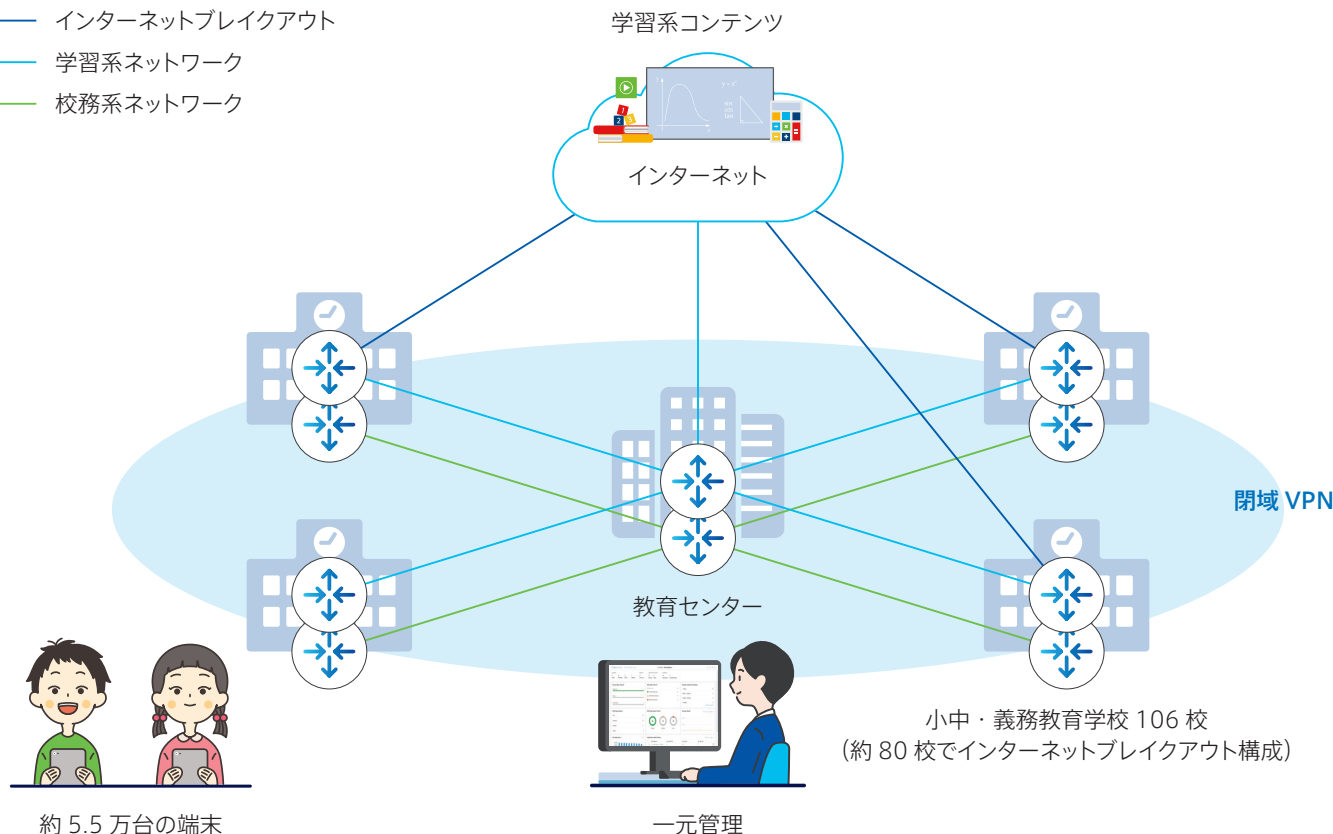 インターネットブレイクアウト
学習系ネットワーク
校務系ネットワーク
学習系コンテンツ
インターネット
閉域 VPN
教育センター
小中・義務教育学校 106 校
（約 80 校でインターネットブレイクアウト構成）
約 5.5 万台の端末
一元管理